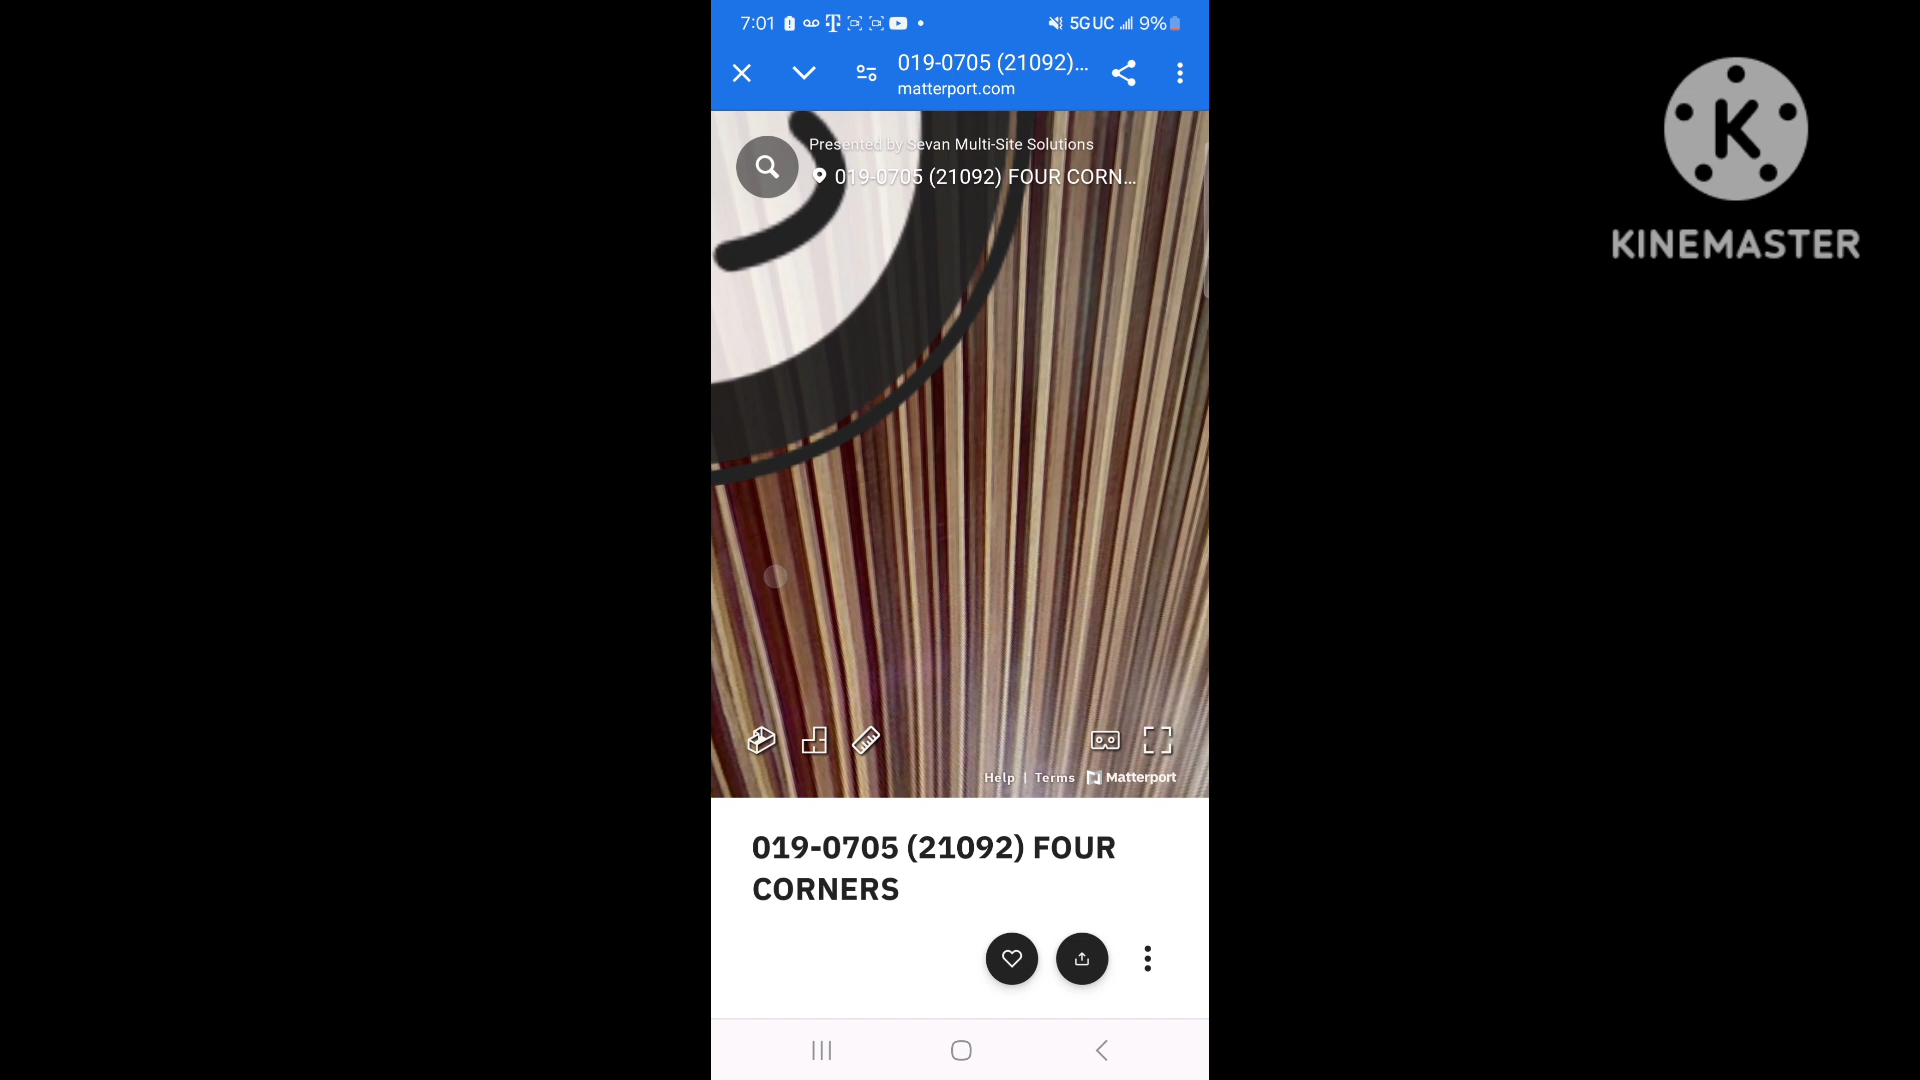 7:01
5G UC
9%
019-0705 (21092)...
matterport.com
Presented by Sevan Multi-Site Solutions
019-0705 (21092) FOUR CORN...
Help | Terms
Matterport
019-0705 (21092) FOUR
CORNERS
K
KINEMASTER